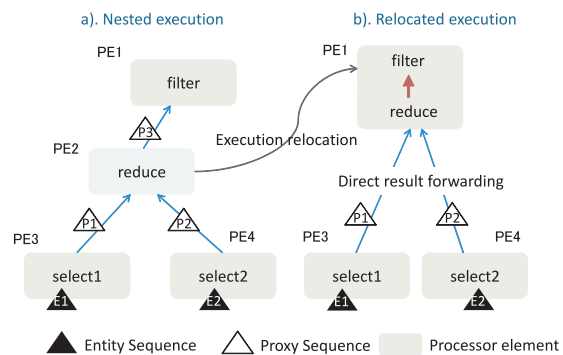 a). Nested execution
b). Relocated execution
PE1
filter
P3
PE2
reduce
P1
P2
PE3
PE4
select1
select2
E1
E2
Execution relocation
PE1
filter
reduce
Direct result forwarding
P1
P2
PE3
PE4
select1
select2
E1
E2
Entity Sequence
Proxy Sequence
Processor element